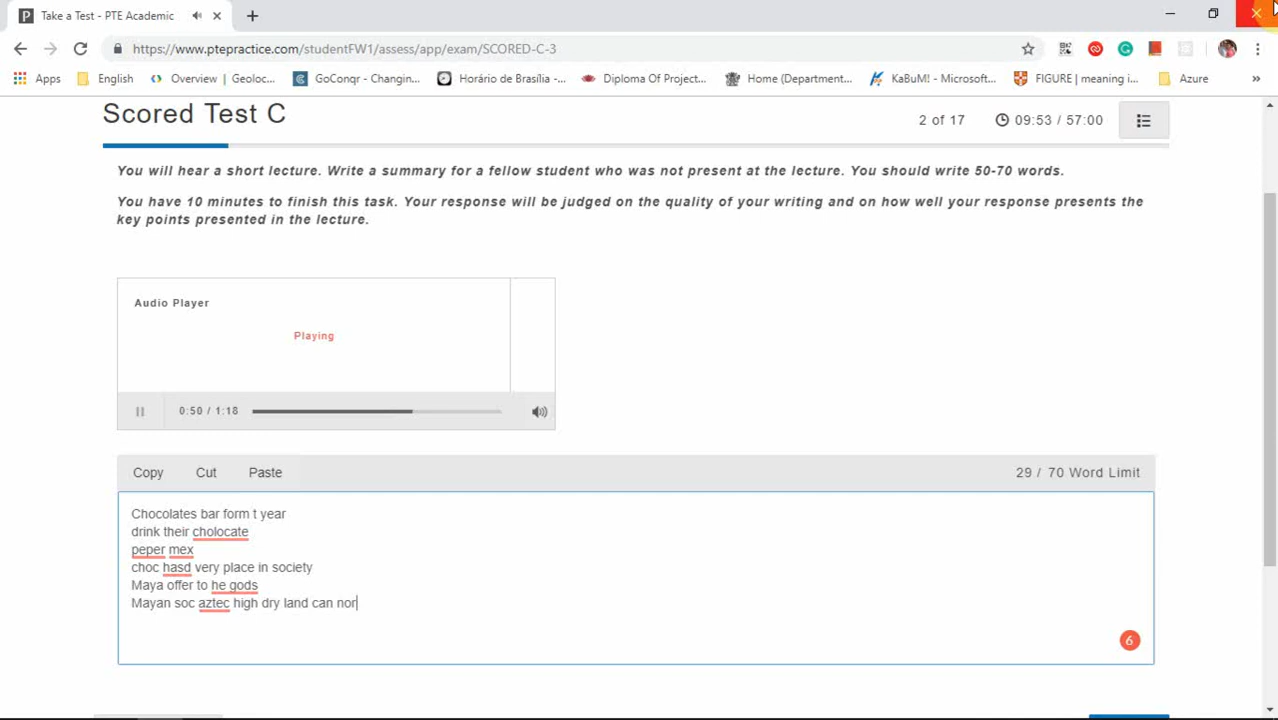 Take a Test - PTE Academic
https://www.ptepractice.com/studentFW1/assess/app/exam/SCORED-C-3
Apps English Overview | Geoloc... GoConqr - Changin... Horário de Brasília -... Diploma Of Project... Home (Department... KaBuM! - Microsoft... FIGURE | meaning i... Azure »
Scored Test C
2 of 17 09:53 / 57:00
You will hear a short lecture. Write a summary for a fellow student who was not present at the lecture. You should write 50-70 words.
You have 10 minutes to finish this task. Your response will be judged on the quality of your writing and on how well your response presents the
key points presented in the lecture.
Audio Player
Playing
0:50 / 1:18
Copy Cut Paste 29 / 70 Word Limit
Chocolates bar form t year
drink their cholocate
peper mex
choc hasd very place in society
Maya offer to he gods
Mayan soc aztec high dry land can nor
6